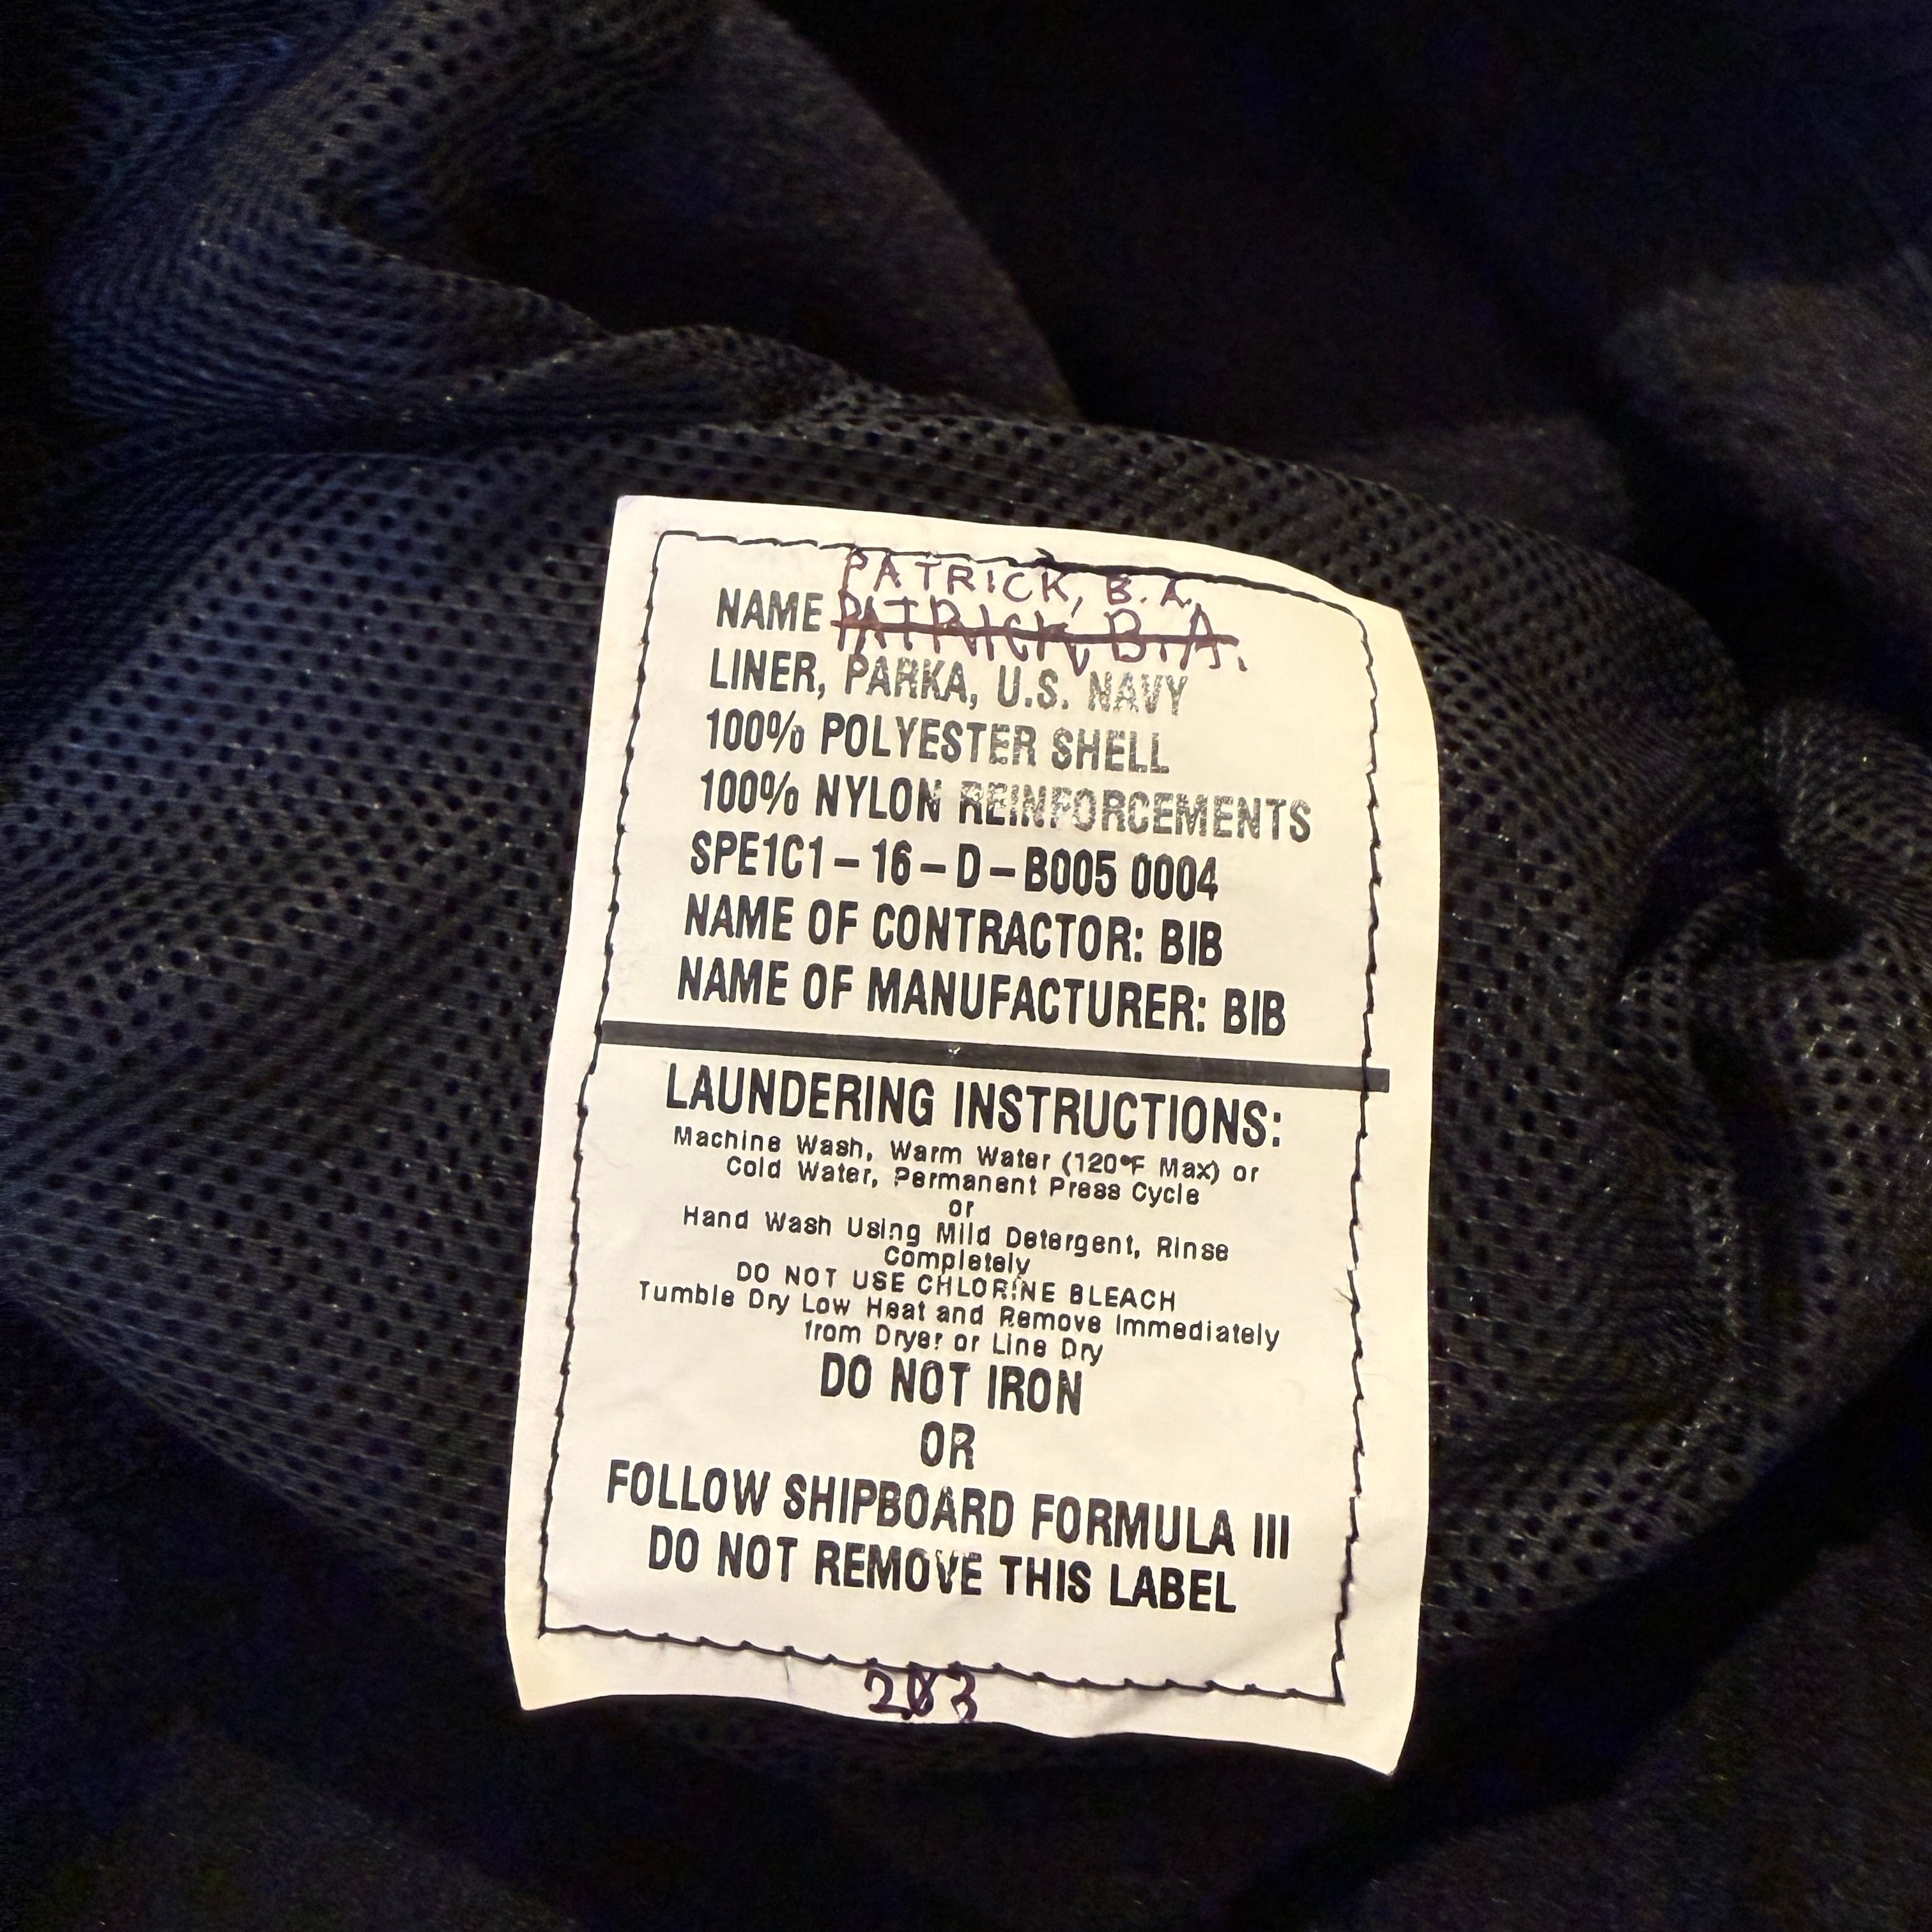 PATRICK, B.A.
NAME PATRICK, B.A.
LINER, PARKA, U.S. NAVY
100% POLYESTER SHELL
100% NYLON REINFORCEMENTS
SPE1C1-16-D-B005 0004
NAME OF CONTRACTOR: BIB
NAME OF MANUFACTURER: BIB
LAUNDERING INSTRUCTIONS:
Machine Wash, Warm Water (120°F Max) or
Cold Water, Permanent Press Cycle
or
Hand Wash Using Mild Detergent, Rinse
Completely
DO NOT USE CHLORINE BLEACH
Tumble Dry Low Heat and Remove Immediately
from Dryer or Line Dry
DO NOT IRON
OR
FOLLOW SHIPBOARD FORMULA III
DO NOT REMOVE THIS LABEL
203